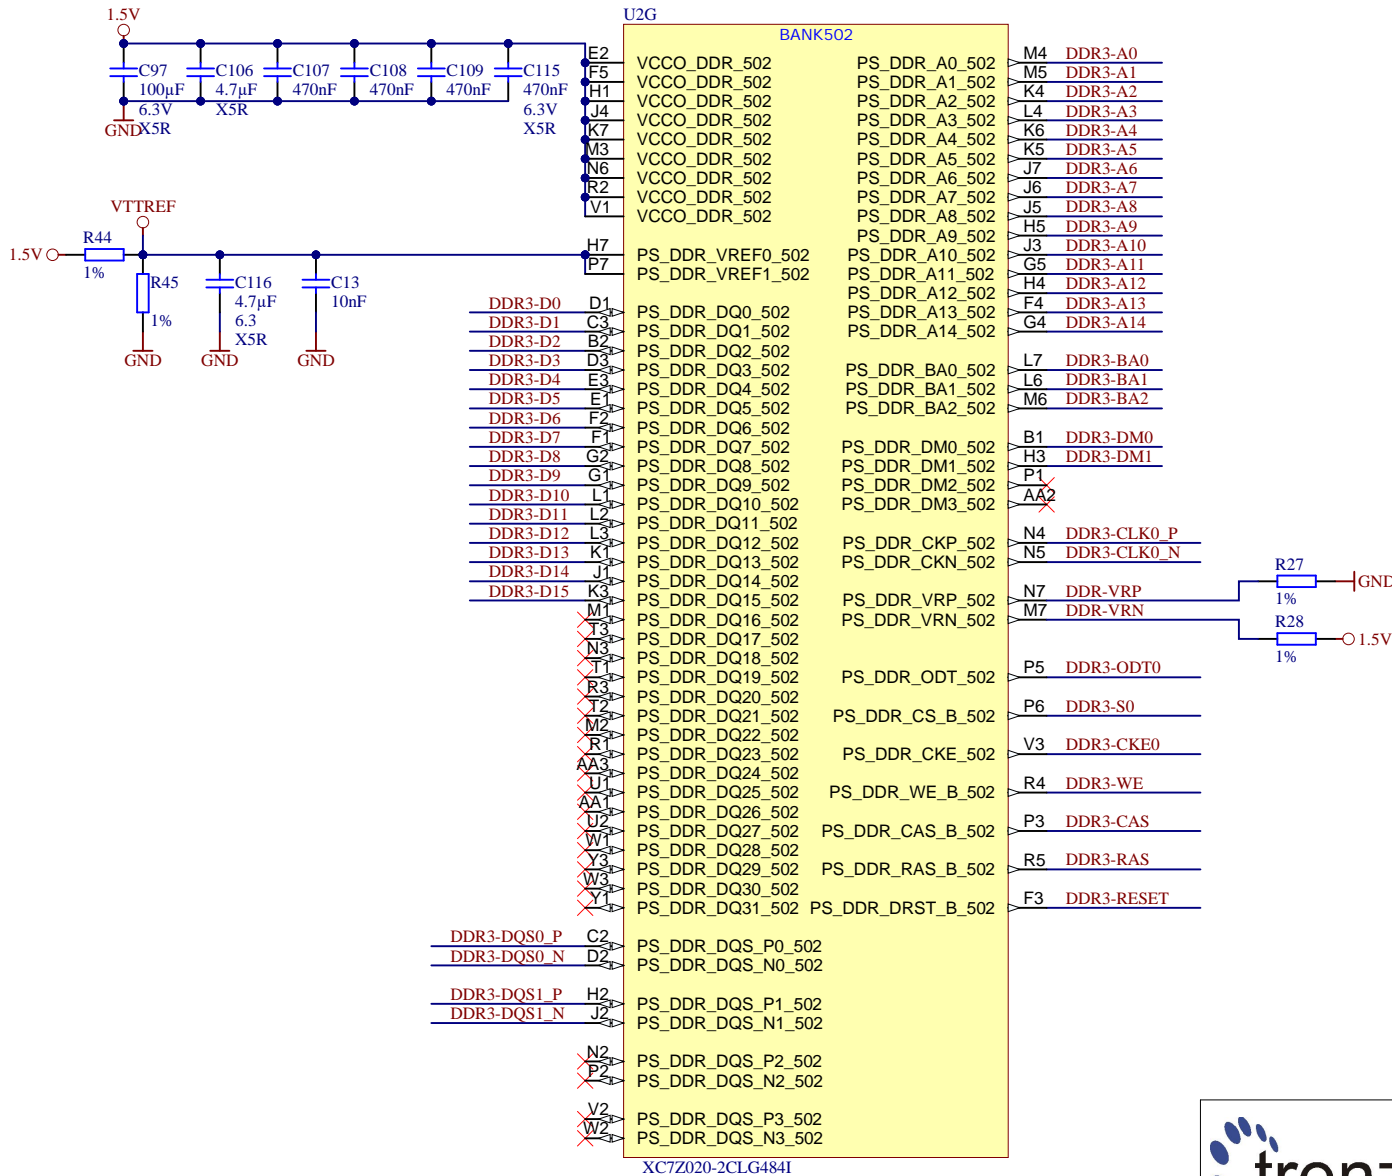 1.5V
C97
100µF
6.3V
X5R
GND
C106
4.7µF
X5R
C107
470nF
C108
470nF
C109
470nF
C115
470nF
6.3V
X5R
VTTREF
1.5V
R44
1%
R45
1%
GND
C116
4.7µF
6.3
X5R
GND
C13
10nF
GND
U2G
BANK502
E2 VCCO_DDR_502
F5 VCCO_DDR_502
H1 VCCO_DDR_502
J4 VCCO_DDR_502
K7 VCCO_DDR_502
M3 VCCO_DDR_502
N6 VCCO_DDR_502
R2 VCCO_DDR_502
V1 VCCO_DDR_502
H7 PS_DDR_VREF0_502
P7 PS_DDR_VREF1_502
DDR3-D0 D1 PS_DDR_DQ0_502
DDR3-D1 C3 PS_DDR_DQ1_502
DDR3-D2 B2 PS_DDR_DQ2_502
DDR3-D3 D3 PS_DDR_DQ3_502
DDR3-D4 E3 PS_DDR_DQ4_502
DDR3-D5 E1 PS_DDR_DQ5_502
DDR3-D6 F2 PS_DDR_DQ6_502
DDR3-D7 F1 PS_DDR_DQ7_502
DDR3-D8 G2 PS_DDR_DQ8_502
DDR3-D9 G1 PS_DDR_DQ9_502
DDR3-D10 L1 PS_DDR_DQ10_502
DDR3-D11 L2 PS_DDR_DQ11_502
DDR3-D12 L3 PS_DDR_DQ12_502
DDR3-D13 K1 PS_DDR_DQ13_502
DDR3-D14 J1 PS_DDR_DQ14_502
DDR3-D15 K3 PS_DDR_DQ15_502
M1 PS_DDR_DQ16_502
T3 PS_DDR_DQ17_502
N3 PS_DDR_DQ18_502
T1 PS_DDR_DQ19_502
R3 PS_DDR_DQ20_502
T2 PS_DDR_DQ21_502
M2 PS_DDR_DQ22_502
R1 PS_DDR_DQ23_502
AA3 PS_DDR_DQ24_502
U1 PS_DDR_DQ25_502
AA1 PS_DDR_DQ26_502
U2 PS_DDR_DQ27_502
W1 PS_DDR_DQ28_502
Y3 PS_DDR_DQ29_502
W3 PS_DDR_DQ30_502
Y1 PS_DDR_DQ31_502
DDR3-DQS0_P C2 PS_DDR_DQS_P0_502
DDR3-DQS0_N D2 PS_DDR_DQS_N0_502
DDR3-DQS1_P H2 PS_DDR_DQS_P1_502
DDR3-DQS1_N J2 PS_DDR_DQS_N1_502
N2 PS_DDR_DQS_P2_502
P2 PS_DDR_DQS_N2_502
V2 PS_DDR_DQS_P3_502
W2 PS_DDR_DQS_N3_502
PS_DDR_A0_502 M4 DDR3-A0
PS_DDR_A1_502 M5 DDR3-A1
PS_DDR_A2_502 K4 DDR3-A2
PS_DDR_A3_502 L4 DDR3-A3
PS_DDR_A4_502 K6 DDR3-A4
PS_DDR_A5_502 K5 DDR3-A5
PS_DDR_A6_502 J7 DDR3-A6
PS_DDR_A7_502 J6 DDR3-A7
PS_DDR_A8_502 J5 DDR3-A8
PS_DDR_A9_502 H5 DDR3-A9
PS_DDR_A10_502 J3 DDR3-A10
PS_DDR_A11_502 G5 DDR3-A11
PS_DDR_A12_502 H4 DDR3-A12
PS_DDR_A13_502 F4 DDR3-A13
PS_DDR_A14_502 G4 DDR3-A14
PS_DDR_BA0_502 L7 DDR3-BA0
PS_DDR_BA1_502 L6 DDR3-BA1
PS_DDR_BA2_502 M6 DDR3-BA2
PS_DDR_DM0_502 B1 DDR3-DM0
PS_DDR_DM1_502 H3 DDR3-DM1
PS_DDR_DM2_502 P1
PS_DDR_DM3_502 AA2
PS_DDR_CKP_502 N4 DDR3-CLK0_P
PS_DDR_CKN_502 N5 DDR3-CLK0_N
PS_DDR_VRP_502 N7 DDR-VRP
PS_DDR_VRN_502 M7 DDR-VRN
R27
1%
GND
R28
1%
1.5V
PS_DDR_ODT_502 P5 DDR3-ODT0
PS_DDR_CS_B_502 P6 DDR3-S0
PS_DDR_CKE_502 V3 DDR3-CKE0
PS_DDR_WE_B_502 R4 DDR3-WE
PS_DDR_CAS_B_502 P3 DDR3-CAS
PS_DDR_RAS_B_502 R5 DDR3-RAS
PS_DDR_DRST_B_502 F3 DDR3-RESET
XC7Z020-2CLG484I